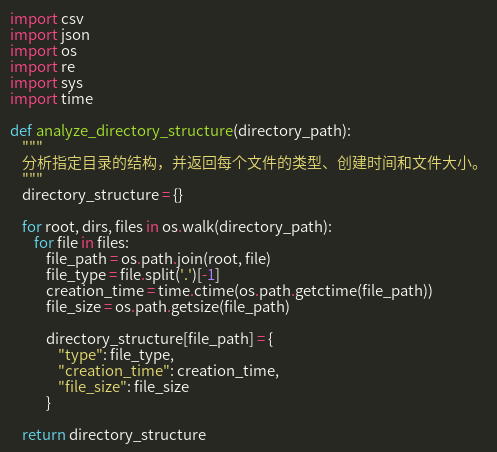 import csv
import json
import os
import re
import sys
import time

def analyze_directory_structure(directory_path):
    """
    分析指定目录的结构，并返回每个文件的类型、创建时间和文件大小。
    """
    directory_structure = {}

    for root, dirs, files in os.walk(directory_path):
        for file in files:
            file_path = os.path.join(root, file)
            file_type = file.split('.')[-1]
            creation_time = time.ctime(os.path.getctime(file_path))
            file_size = os.path.getsize(file_path)

            directory_structure[file_path] = {
                "type": file_type,
                "creation_time": creation_time,
                "file_size": file_size
            }

    return directory_structure